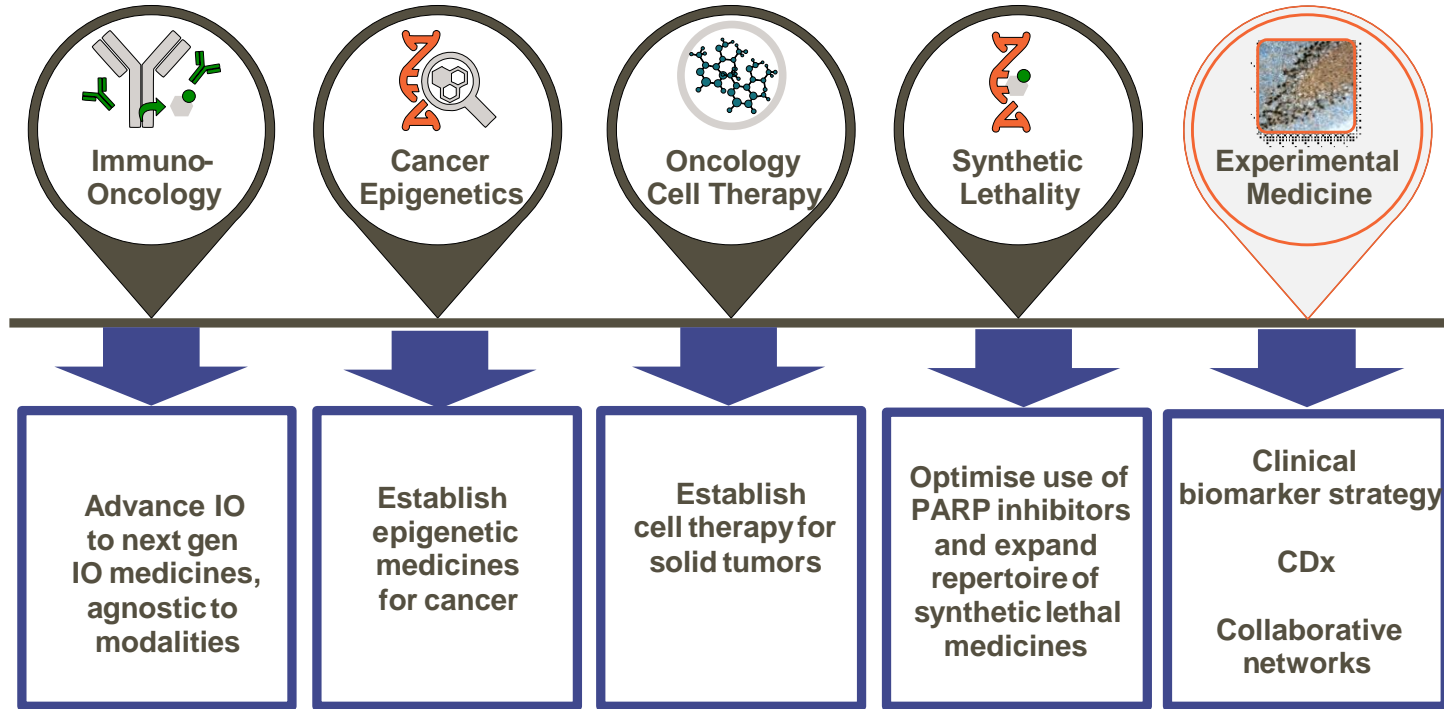 Immuno-
Oncology
Cancer
Epigenetics
Oncology
Cell Therapy
Synthetic
Lethality
Experimental
Medicine
Advance IO
to next gen
IO medicines,
agnostic to
modalities
Establish
epigenetic
medicines
for cancer
Establish
cell therapy for
solid tumors
Optimise use of
PARP inhibitors
and expand
repertoire of
synthetic lethal
medicines
Clinical
biomarker strategy
CDx
Collaborative
networks